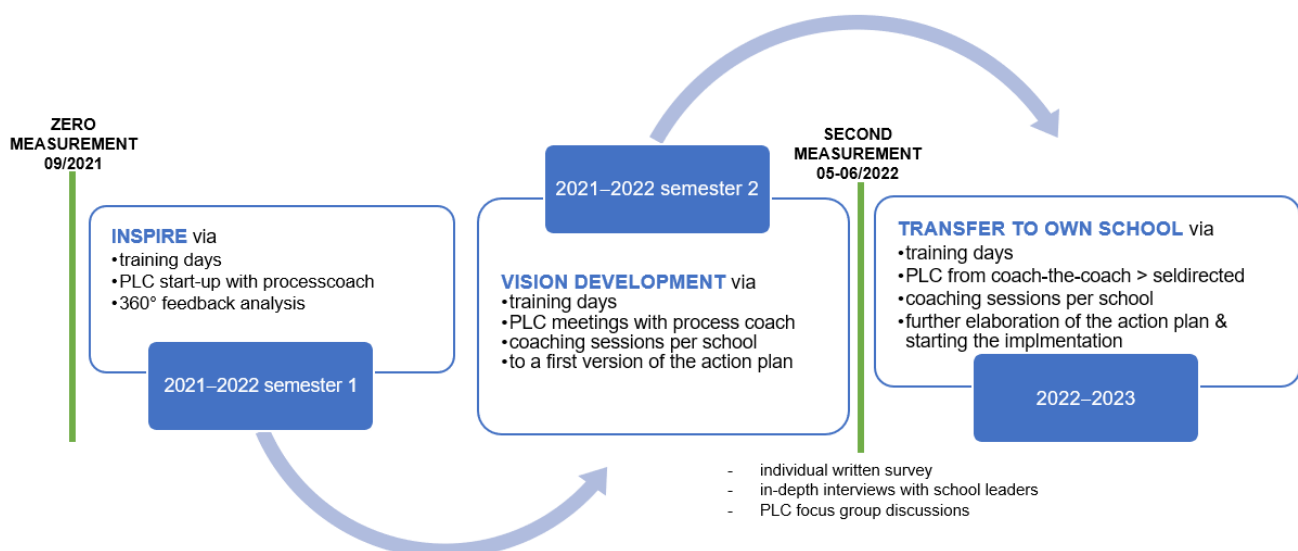 ZERO
MEASUREMENT
09/2021
INSPIRE via
•training days
•PLC start-up with processcoach
•360° feedback analysis
2021–2022 semester 1
2021–2022 semester 2
VISION DEVELOPMENT via
•training days
•PLC meetings with process coach
•coaching sessions per school
•to a first version of the action plan
SECOND
MEASUREMENT
05-06/2022
- individual written survey
- in-depth interviews with school leaders
- PLC focus group discussions
TRANSFER TO OWN SCHOOL via
•training days
•PLC from coach-the-coach > seldirected
•coaching sessions per school
•further elaboration of the action plan &
starting the implmentation
2022–2023